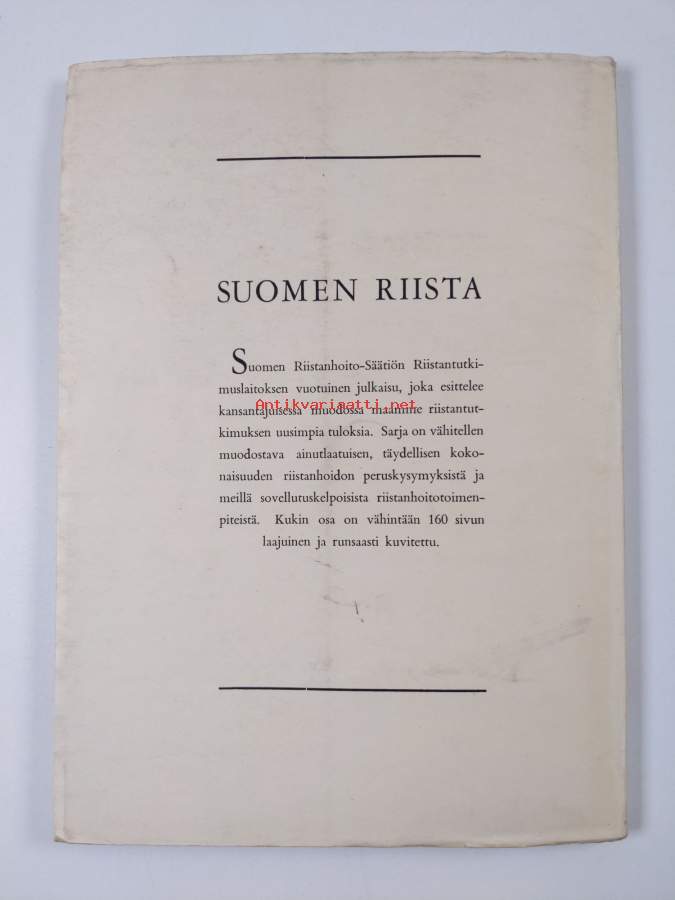 SUOMEN RIISTA
Suomen Riistanhoito-Säätiön Riistantutki-
muslaitoksen vuotuinen julkaisu, joka esittelee
Antikvariaatti.net
kansantajuisessa muodossa maamme riistantut-
kimuksen uusimpia tuloksia. Sarja on vähitellen
muodostava ainutlaatuisen, täydellisen koko-
naisuuden riistanhoidon peruskysymyksistä ja
meillä sovellutuskelpoisista riistanhoitotoimen-
piteistä. Kukin osa on vähintään 160 sivun
laajuinen ja runsaasti kuvitettu.